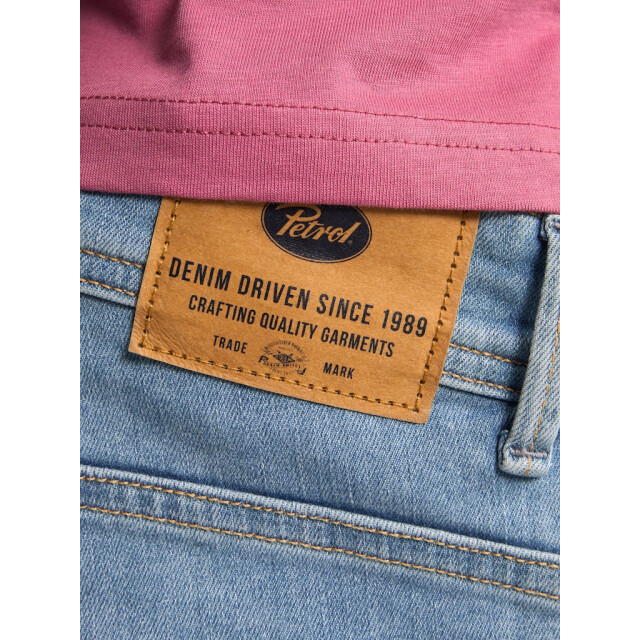 Petrol
DENIM DRIVEN SINCE 1989
CRAFTING QUALITY GARMENTS
TRADE MARK